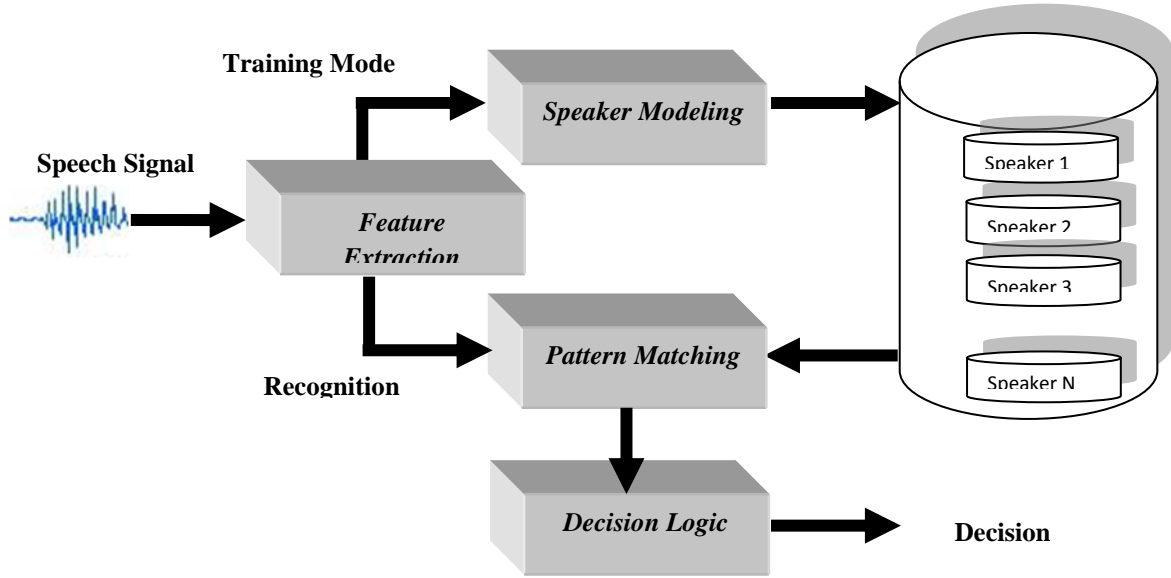 Training Mode
Speaker Modeling
Speech Signal
Speaker 1
Feature
Extraction
Speaker 2
Speaker 3
Pattern Matching
Recognition
Speaker N
Decision Logic
Decision